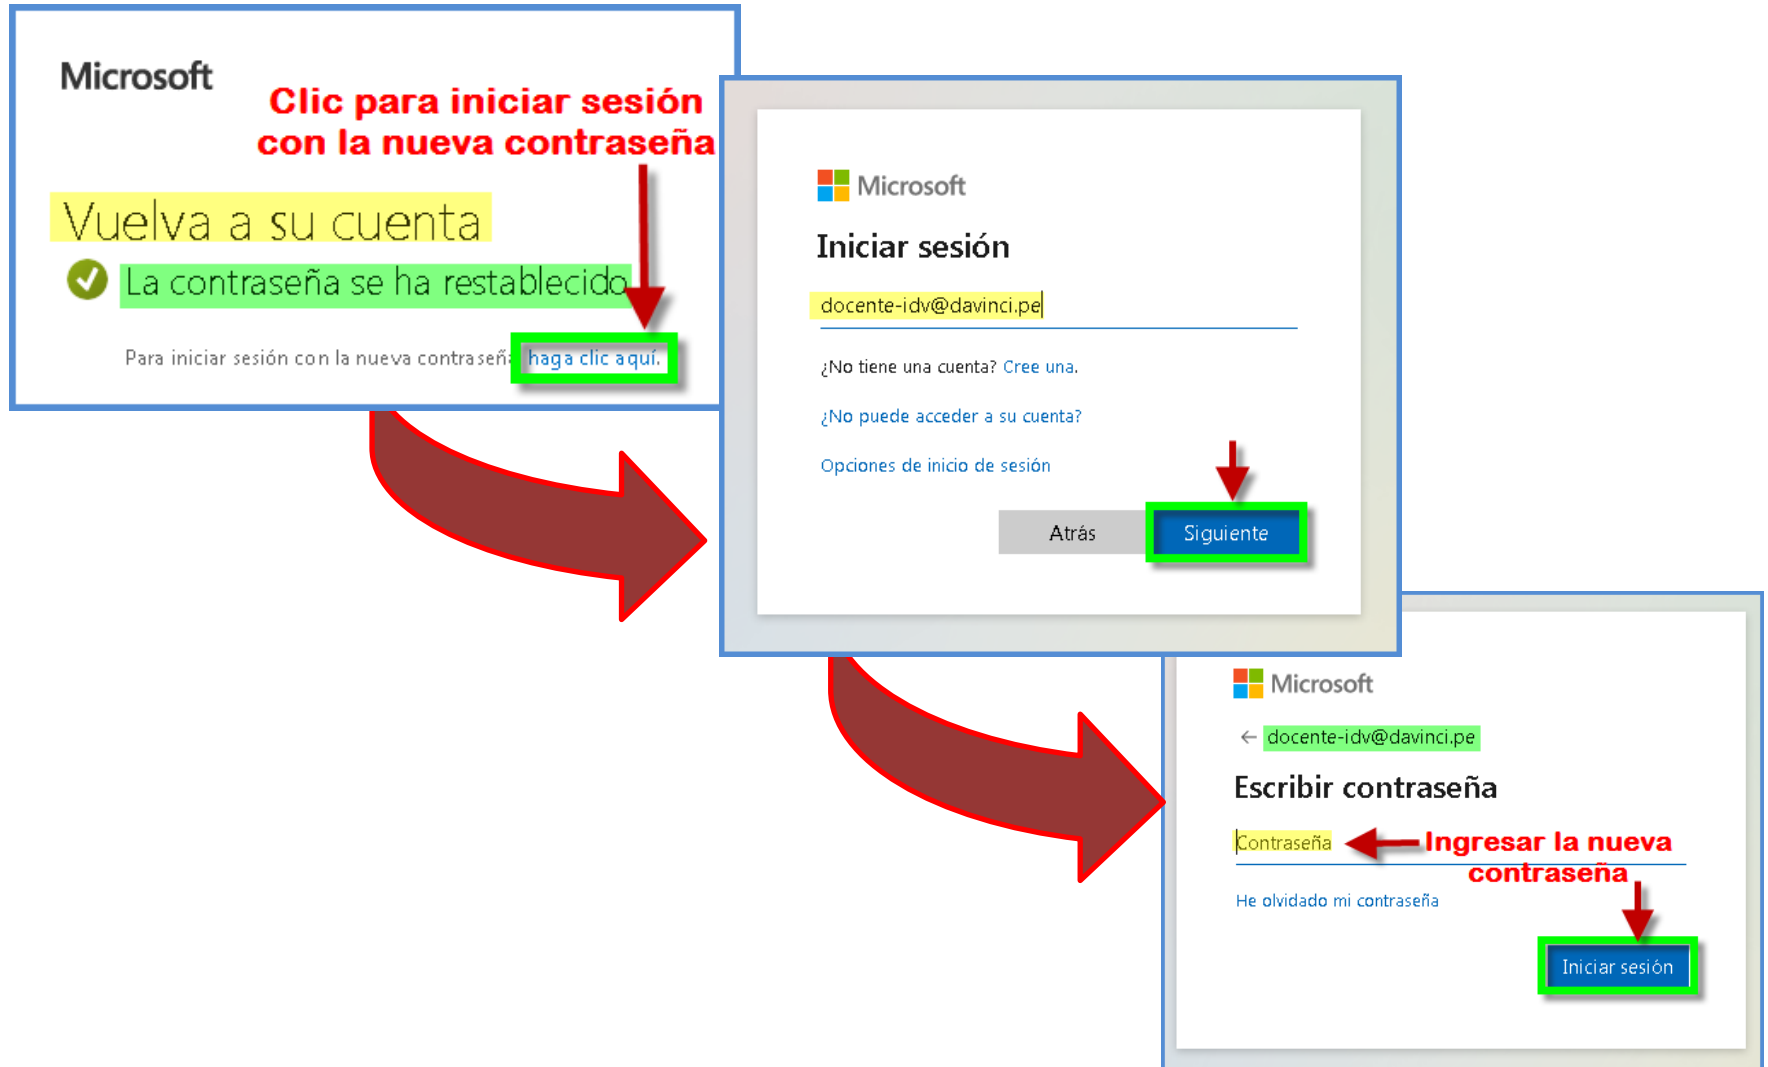 Microsoft
Clic para iniciar sesión
con la nueva contraseña
Vuelva a su cuenta
La contraseña se ha restablecido
Para iniciar sesión con la nueva contraseña haga clic aquí.
Microsoft
Iniciar sesión
docente-idv@davinci.pe
¿No tiene una cuenta? Cree una.
¿No puede acceder a su cuenta?
Opciones de inicio de sesión
Atrás
Siguiente
Microsoft
← docente-idv@davinci.pe
Escribir contraseña
Contraseña
Ingresar la nueva
contraseña
He olvidado mi contraseña
Iniciar sesión